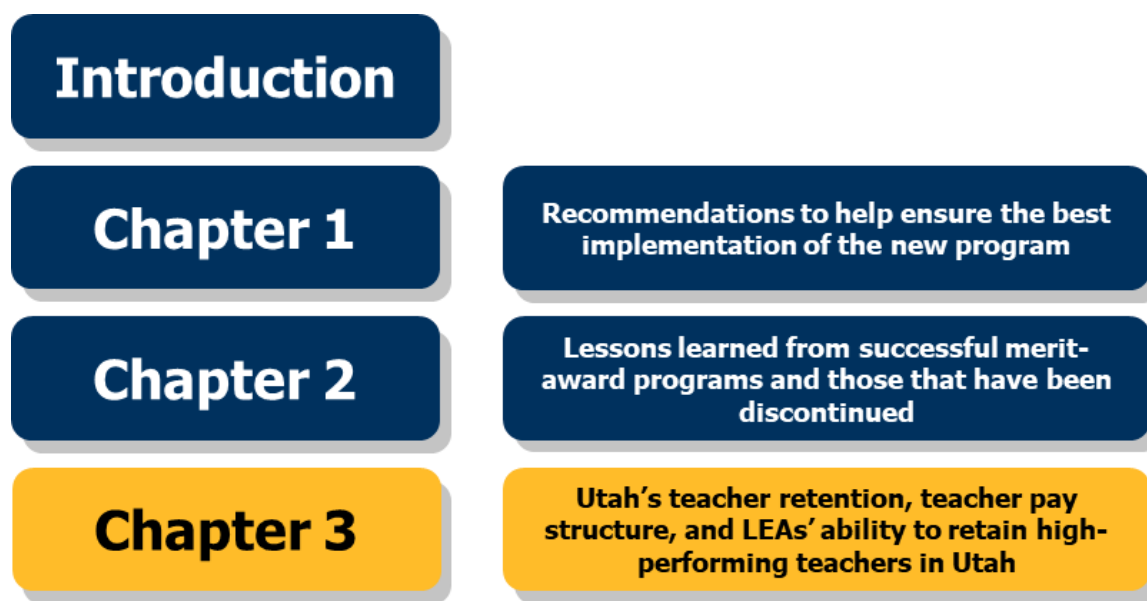 Introduction
Chapter 1
Recommendations to help ensure the best
implementation of the new program
Chapter 2
Lessons learned from successful merit-
award programs and those that have been
discontinued
Chapter 3
Utah’s teacher retention, teacher pay
structure, and LEAs’ ability to retain high-
performing teachers in Utah